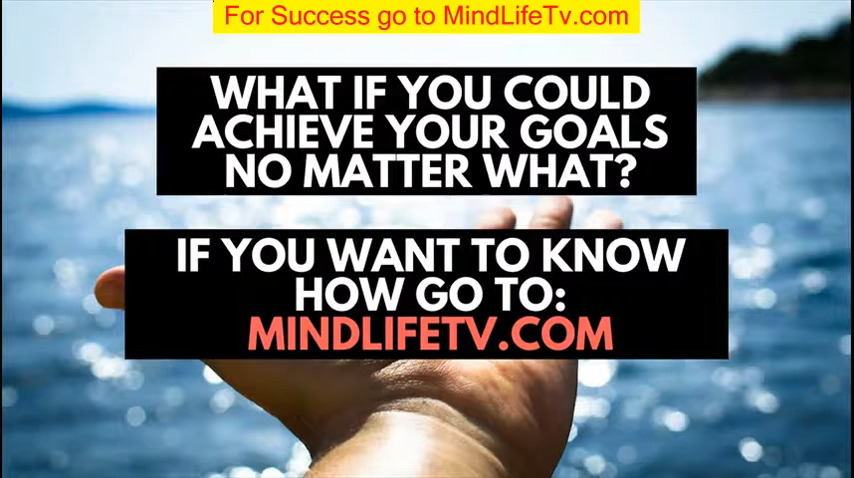 For Success go to MindLifeTv.com
WHAT IF YOU COULD
ACHIEVE YOUR GOALS
NO MATTER WHAT?
IF YOU WANT TO KNOW
HOW GO TO:
MINDLIFETV.COM